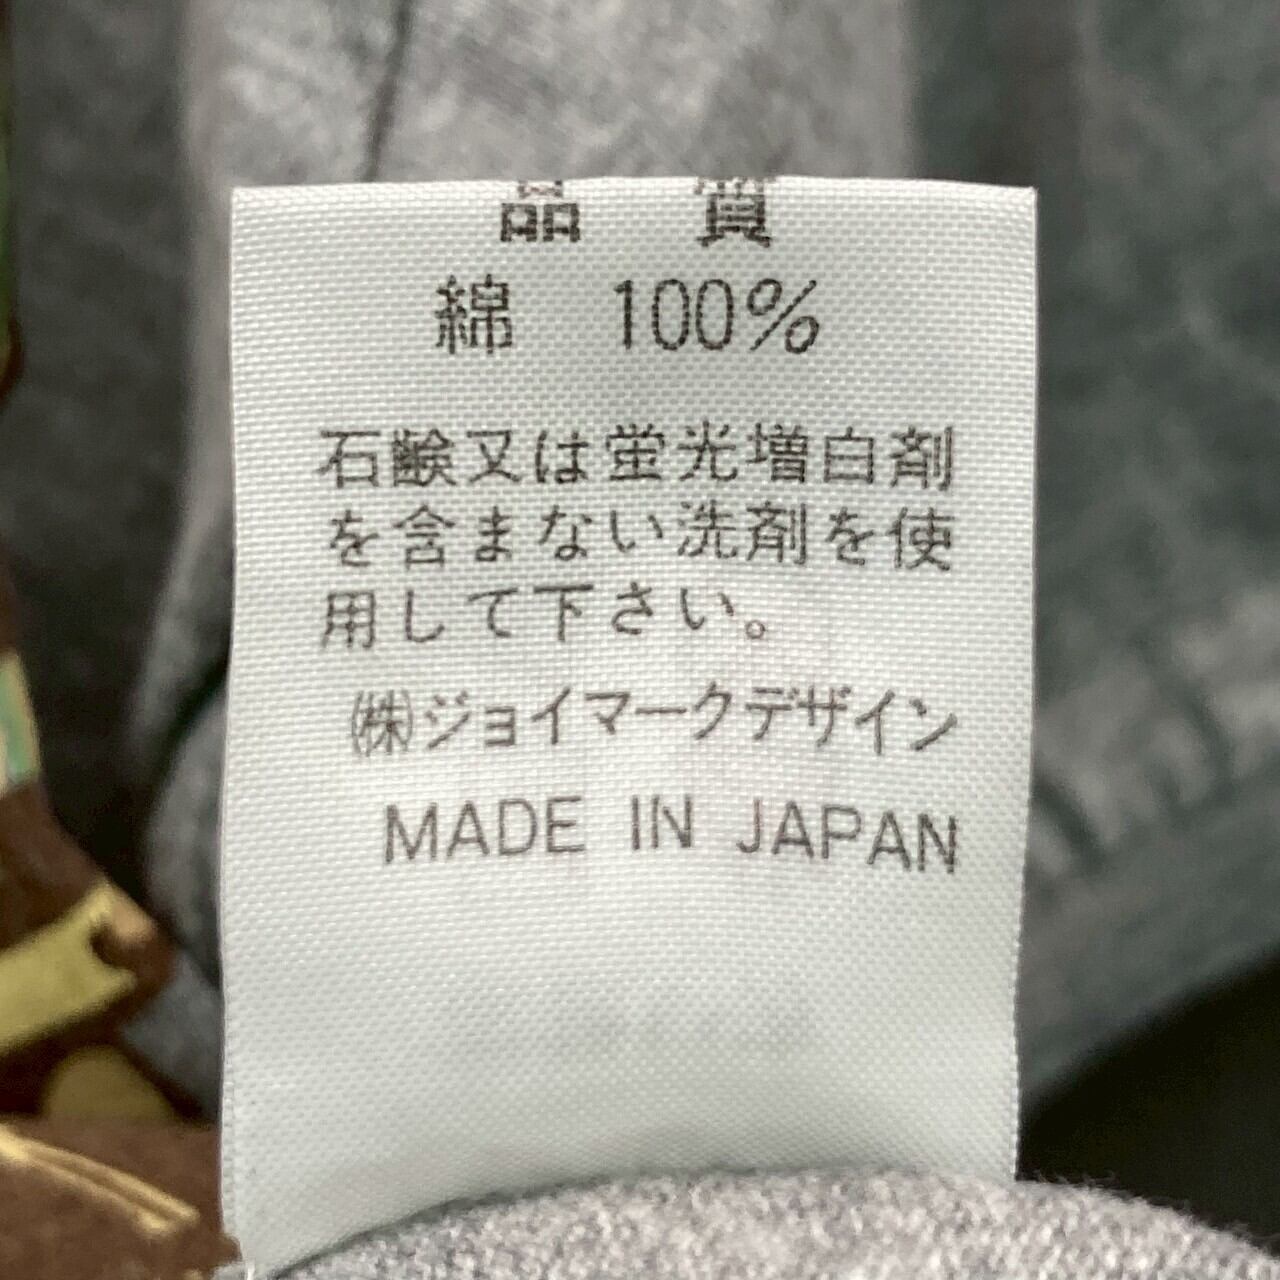 品 質
綿 100%
石鹸又は蛍光増白剤
を含まない洗剤を使
用して下さい。
㈱ジョイマークデザイン
MADE IN JAPAN